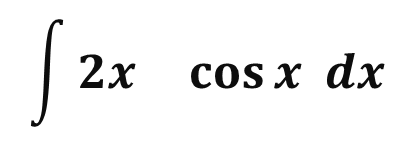 ∫ 2x cos x dx